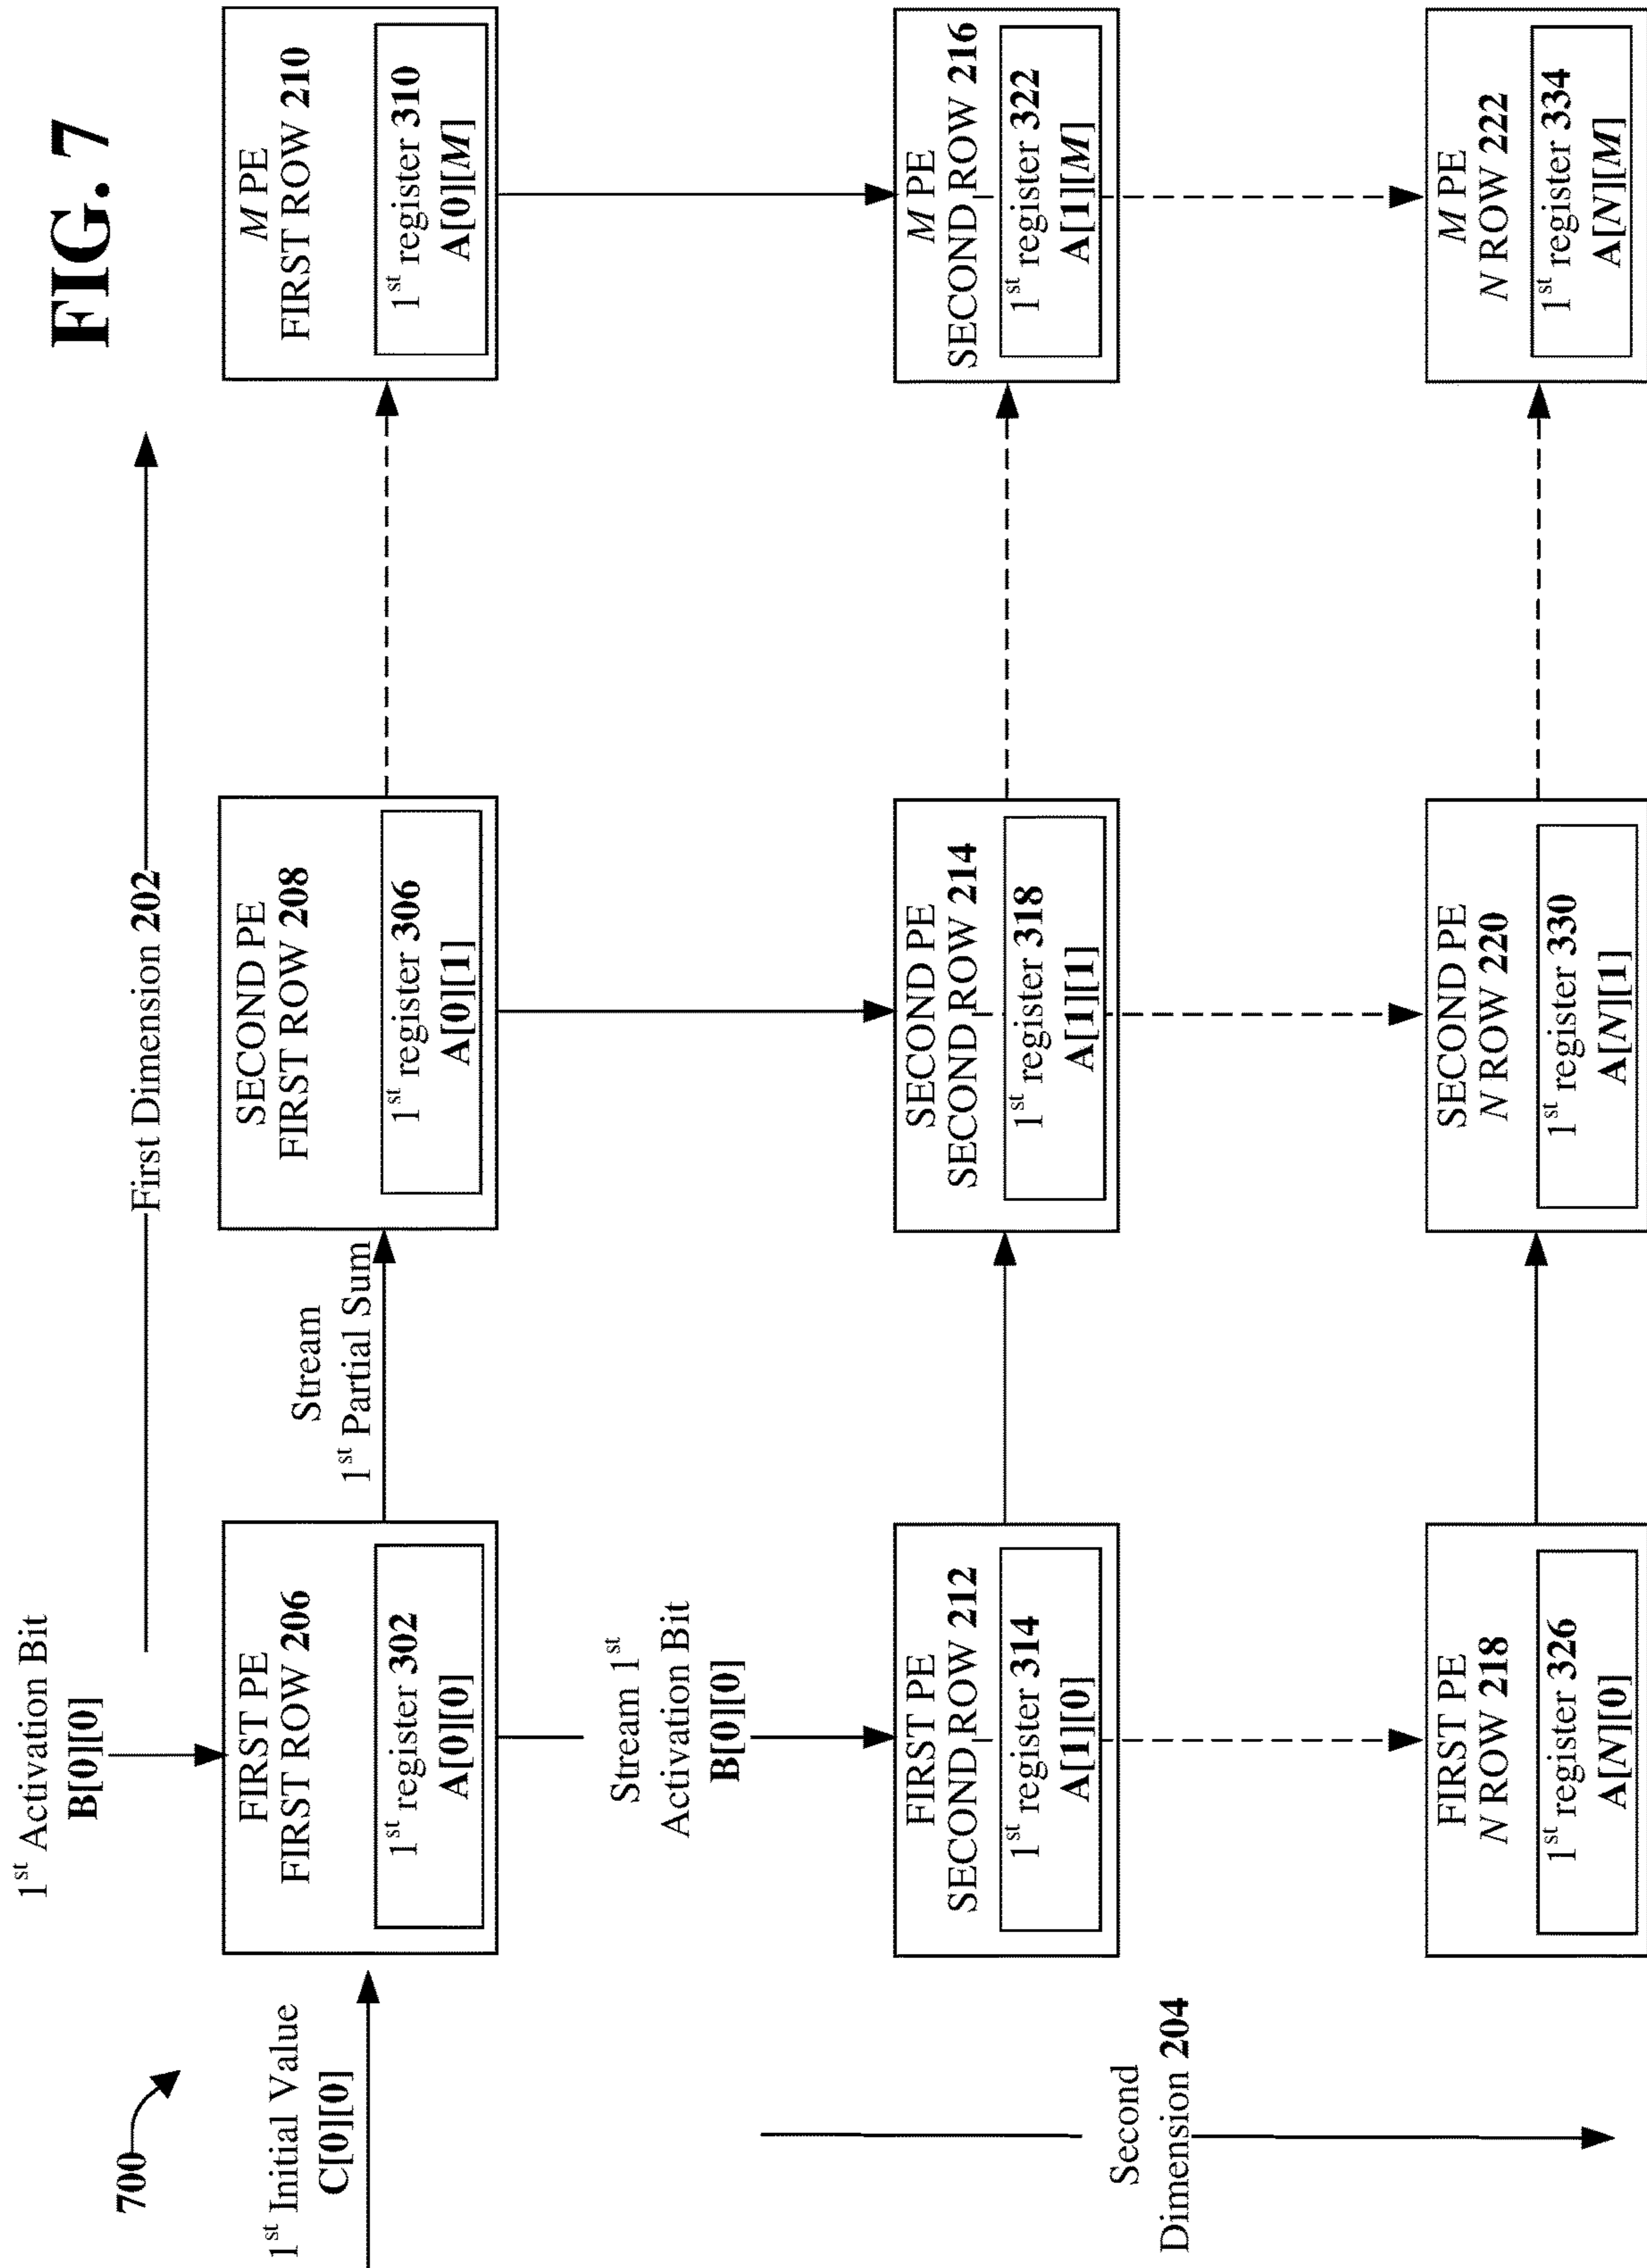 FIG. 7
700
1st Activation Bit
B[0][0]
First Dimension 202
1st Initial Value
C[0][0]
FIRST PE
FIRST ROW 206
1st register 302
A[0][0]
Stream
1st Partial Sum
SECOND PE
FIRST ROW 208
1st register 306
A[0][1]
M PE
FIRST ROW 210
1st register 310
A[0][M]
Stream 1st
Activation Bit
B[0][0]
Second
Dimension 204
FIRST PE
SECOND ROW 212
1st register 314
A[1][0]
SECOND PE
SECOND ROW 214
1st register 318
A[1][1]
M PE
SECOND ROW 216
1st register 322
A[1][M]
FIRST PE
N ROW 218
1st register 326
A[N][0]
SECOND PE
N ROW 220
1st register 330
A[N][1]
M PE
N ROW 222
1st register 334
A[N][M]